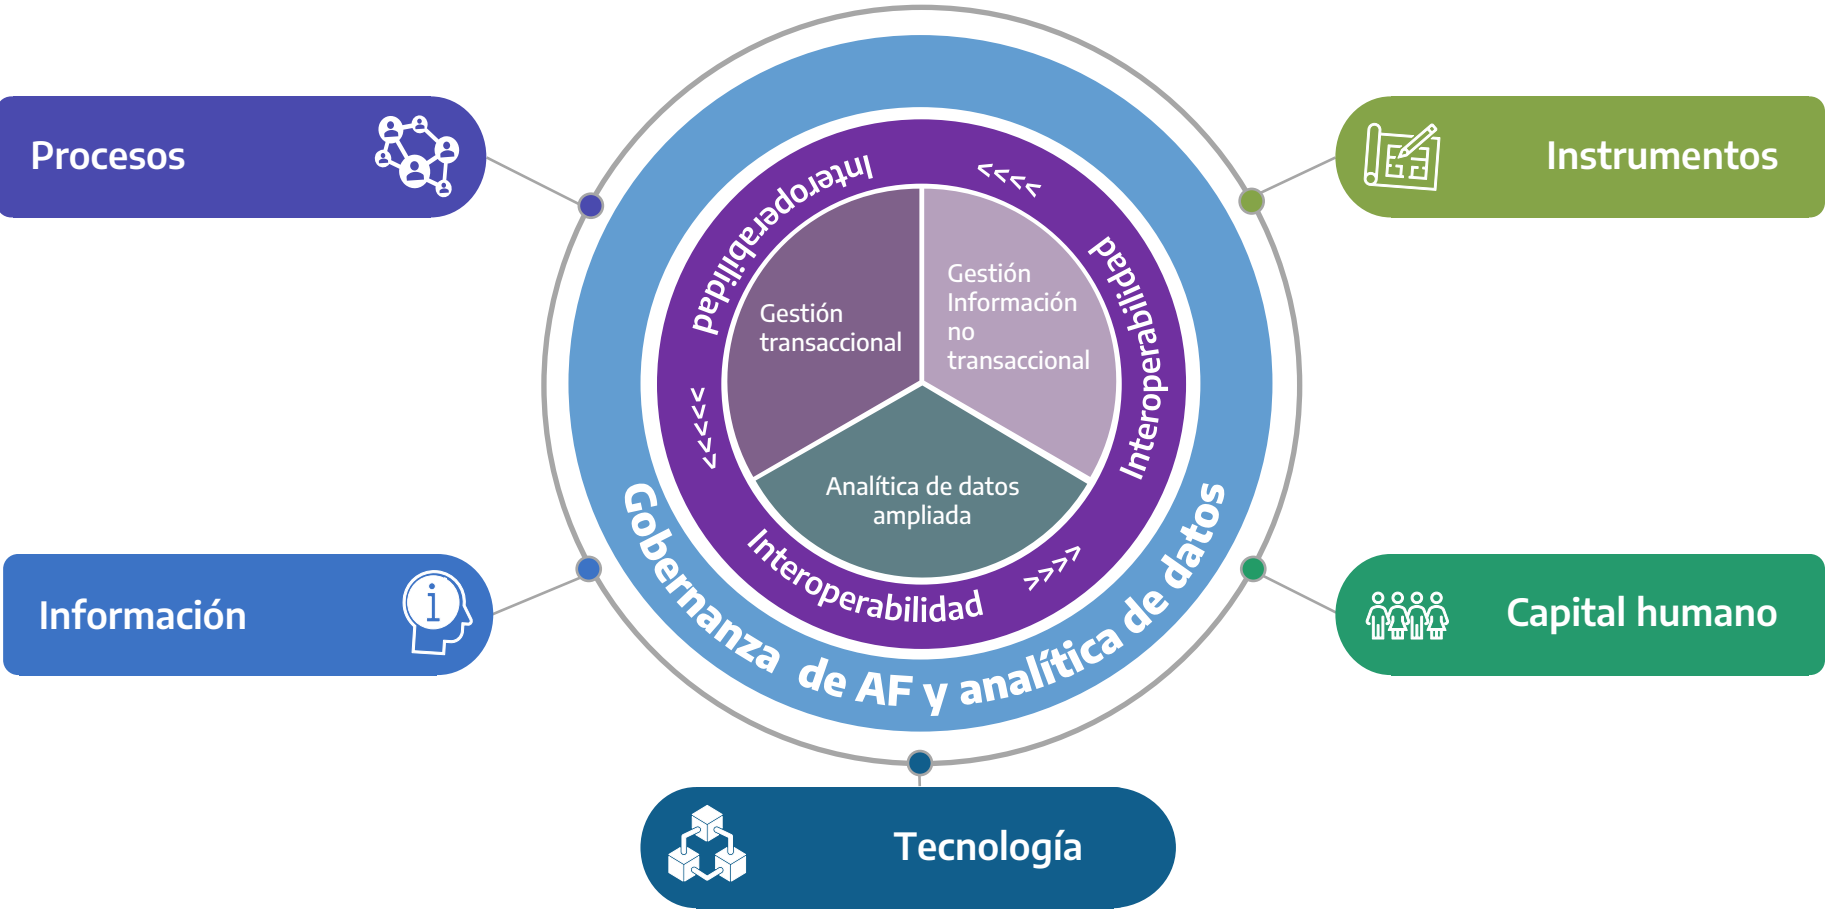 Procesos
Instrumentos
Interoperabilidad
>>>>
Interoperabilidad
Gestión
transaccional
Gestión
Información
no
transaccional
>>>>>
Analítica de datos
ampliada
Interoperabilidad
>>>>
Gobernanza de AF y analítica de datos
Información
i
Capital humano
Tecnología